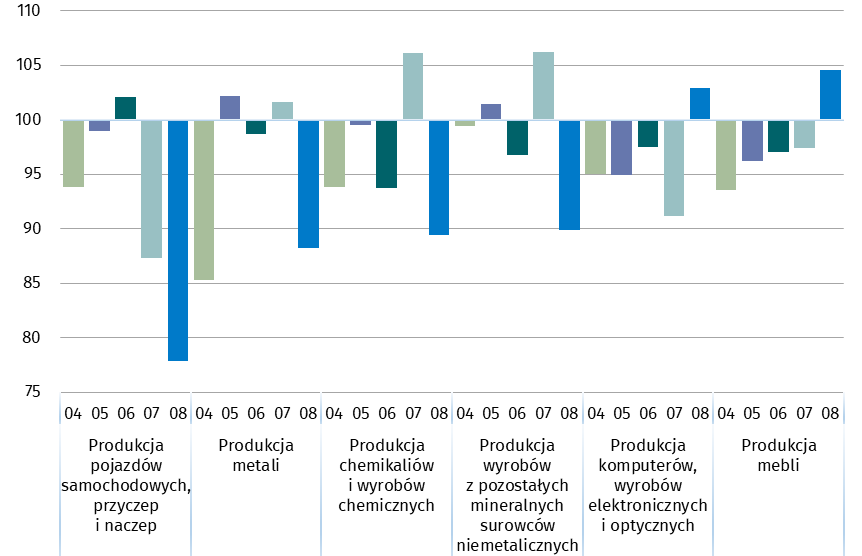 110
105
100
95
90
85
80
75
04 05 06 07 08 04 05 06 07 08 04 05 06 07 08 04 05 06 07 08 04 05 06 07 08 04 05 06 07 08
Produkcja
pojazdów
samochodowych,
przyczep
i naczep
Produkcja
metali
Produkcja
chemikaliów
i wyrobów
chemicznych
Produkcja
wyrobów
z pozostałych
mineralnych
surowców
niemetalicznych
Produkcja
komputerów,
wyrobów
elektronicznych
i optycznych
Produkcja
mebli